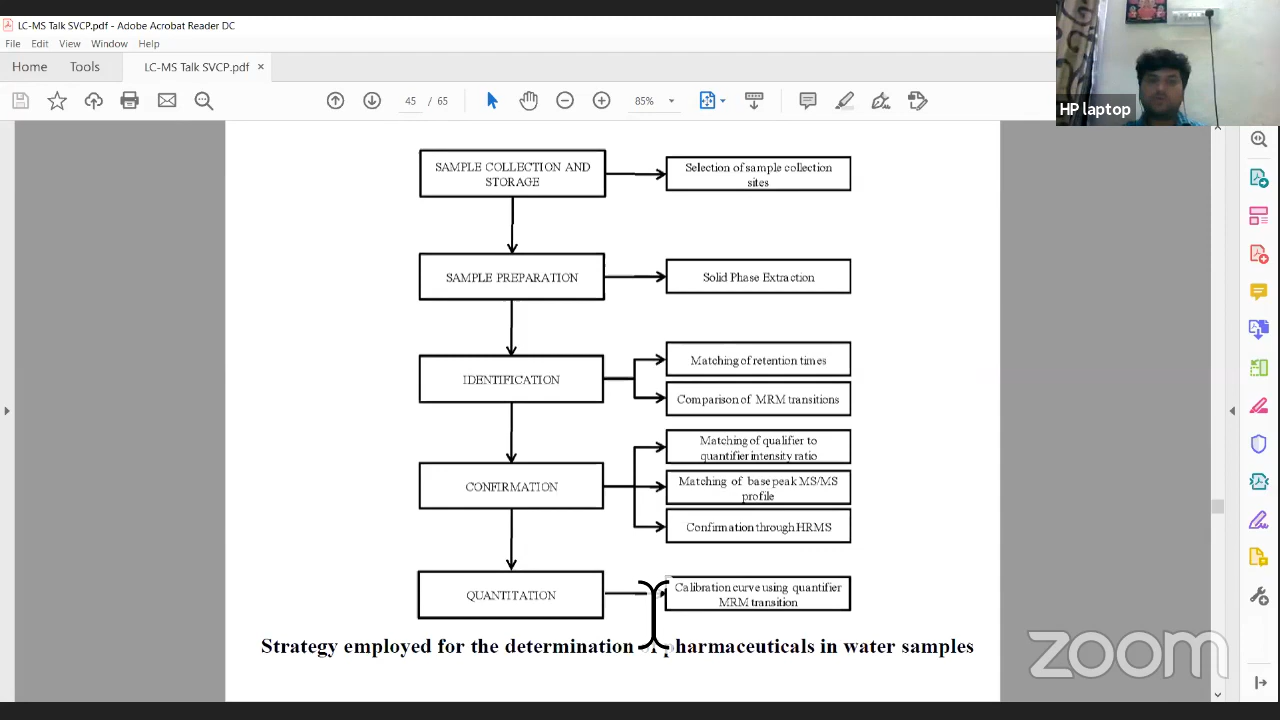 LC-MS Talk SVCP.pdf - Adobe Acrobat Reader DC
File Edit View Window Help
Home Tools LC-MS Talk SVCP.pdf ×
45 / 65 85%
HP laptop
SAMPLE COLLECTION AND
STORAGE
Selection of sample collection
sites
SAMPLE PREPARATION
Solid Phase Extraction
IDENTIFICATION
Matching of retention times
Comparison of MRM transitions
CONFIRMATION
Matching of qualifier to
quantifier intensity ratio
Matching of base peak MS/MS
profile
Confirmation through HRMS
QUANTITATION
Calibration curve using quantifier
MRM transition
Strategy employed for the determination pharmaceuticals in water samples
zoom